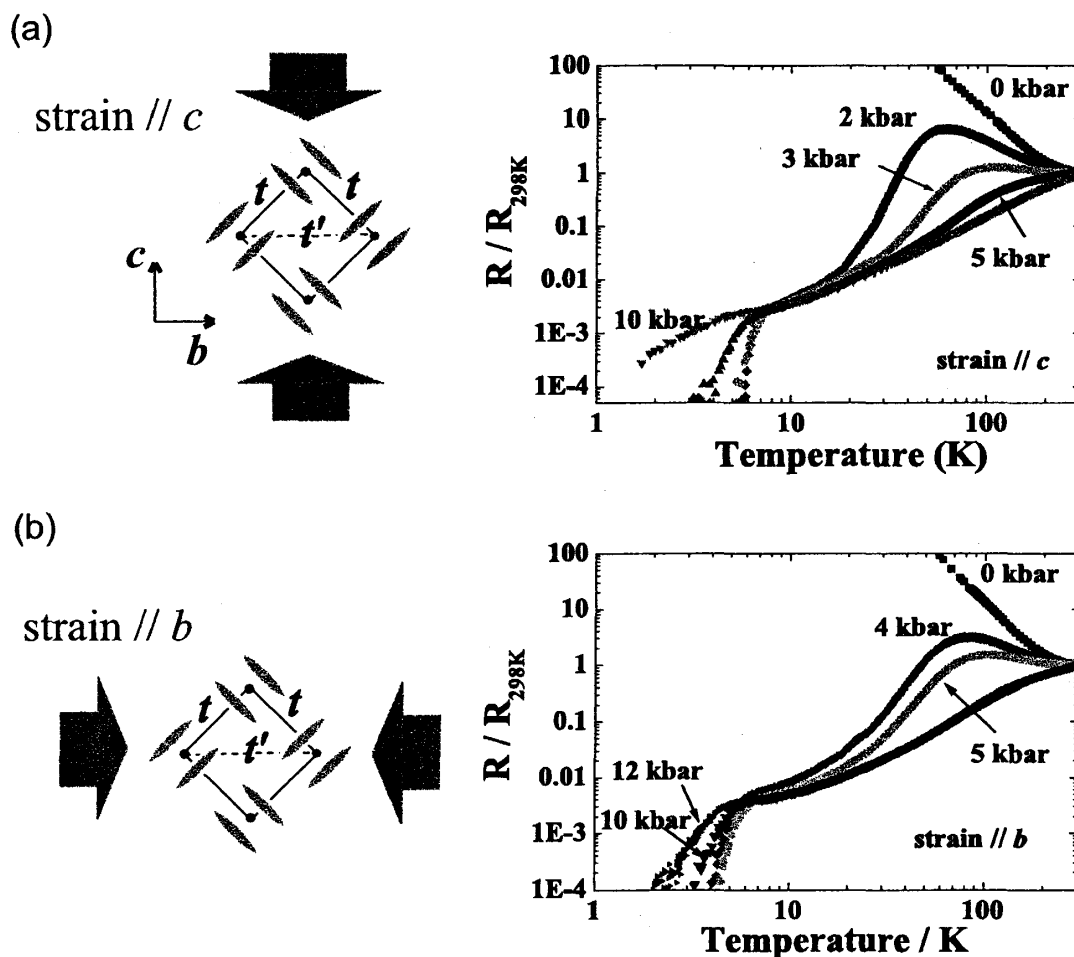 (a)
strain // c
t t
t'
c
b
R / R298K
100
10
1
0.1
0.01
1E-3
1E-4
0 kbar
2 kbar
3 kbar
5 kbar
10 kbar
strain // c
1 10 100
Temperature (K)
(b)
strain // b
t t
t'
R / R298K
100
10
1
0.1
0.01
1E-3
1E-4
0 kbar
4 kbar
5 kbar
12 kbar
10 kbar
strain // b
1 10 100
Temperature / K